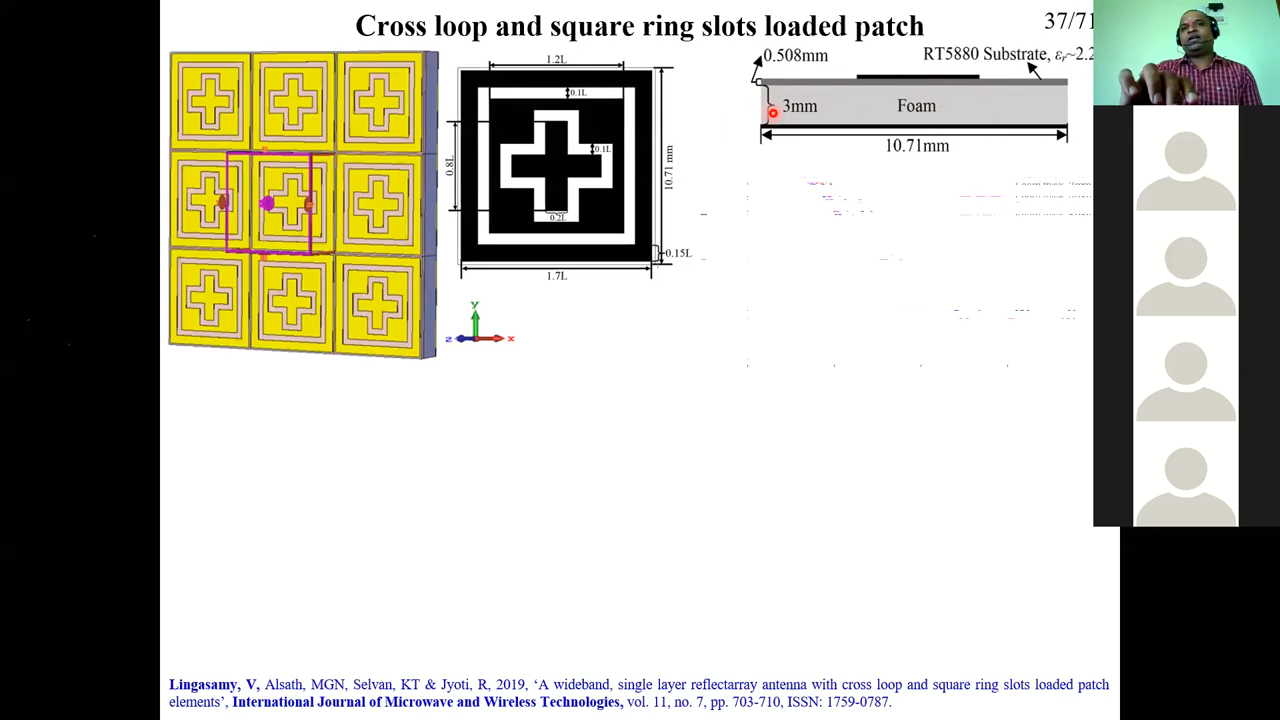 Cross loop and square ring slots loaded patch
37/71
1.2L
0.1L
0.1L
0.8L
0.2L
10.71 mm
0.15L
1.7L
0.508mm
RT5880 Substrate, εr~2.2
3mm
Foam
10.71mm
y
z
x
Lingasamy, V, Alsath, MGN, Selvan, KT & Jyoti, R, 2019, ‘A wideband, single layer reflectarray antenna with cross loop and square ring slots loaded patch
elements’, International Journal of Microwave and Wireless Technologies, vol. 11, no. 7, pp. 703-710, ISSN: 1759-0787.